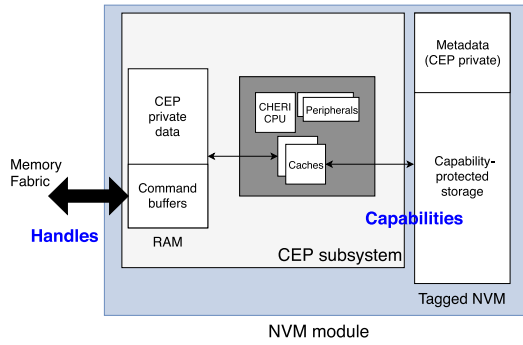 Metadata
(CEP private)
CEP
private
data
CHERI
CPU
Peripherals
Caches
Memory
Fabric
Command
buffers
Capability-
protected
storage
Handles
Capabilities
RAM
CEP subsystem
Tagged NVM
NVM module